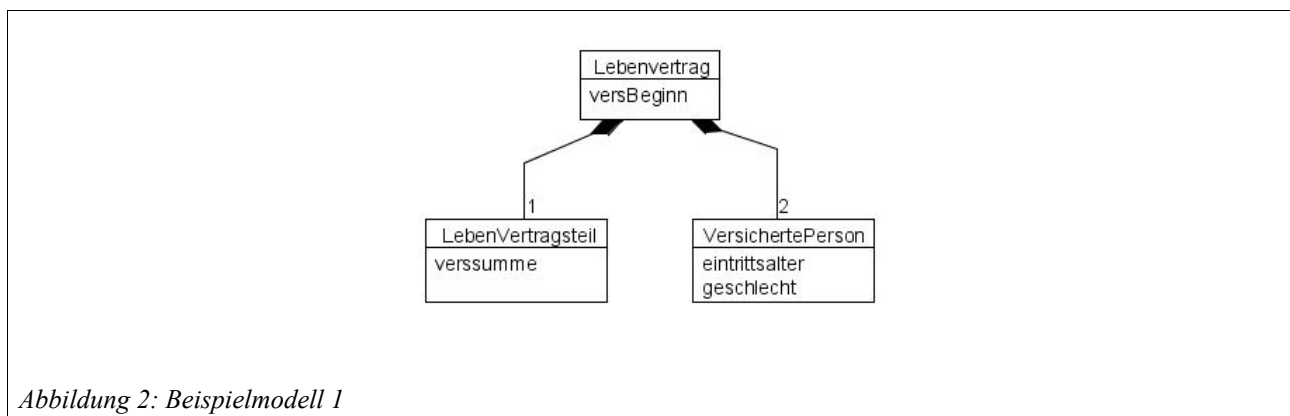 Lebenvertrag
versBeginn
1
2
LebenVertragsteil
VersichertePerson
verssumme
eintrittsalter
geschlecht
Abbildung 2: Beispielmodell 1